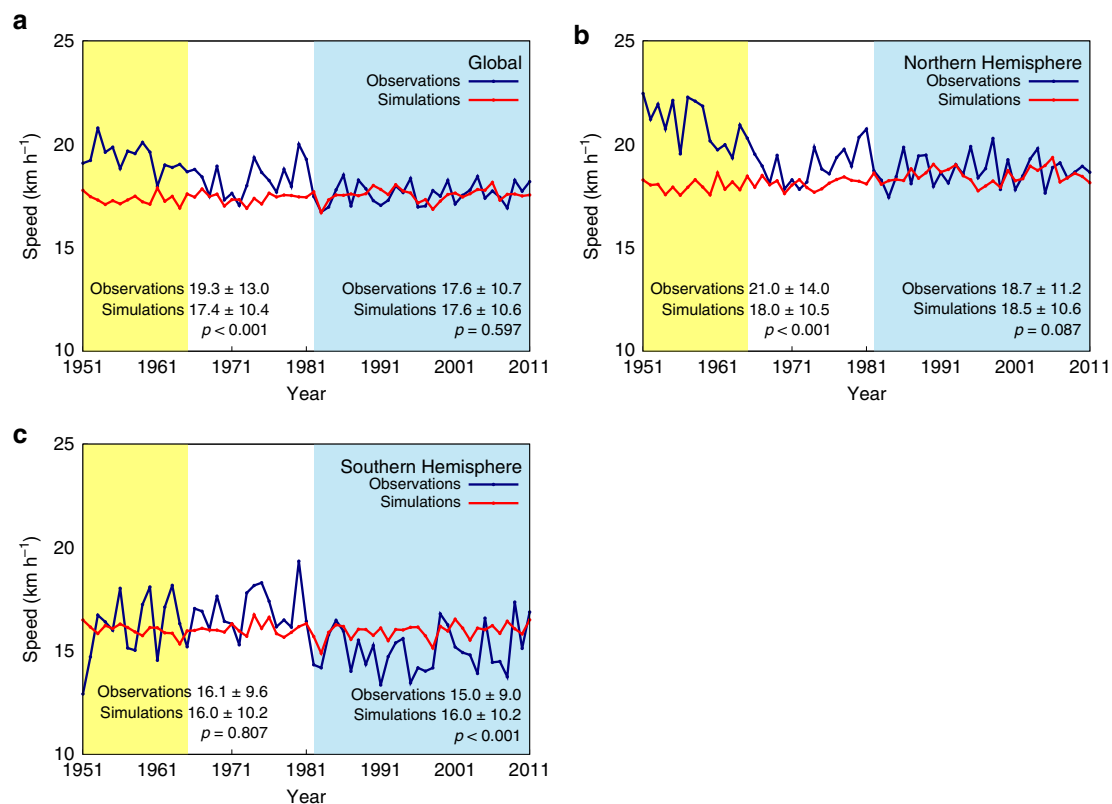 a
25
20
15
10
Speed (km h⁻¹)
Global
Observations
Simulations
Observations 19.3 ± 13.0
Simulations 17.4 ± 10.4
p < 0.001
Observations 17.6 ± 10.7
Simulations 17.6 ± 10.6
p = 0.597
1951 1961 1971 1981 1991 2001 2011
Year
b
25
20
15
10
Speed (km h⁻¹)
Northern Hemisphere
Observations
Simulations
Observations 21.0 ± 14.0
Simulations 18.0 ± 10.5
p < 0.001
Observations 18.7 ± 11.2
Simulations 18.5 ± 10.6
p = 0.087
1951 1961 1971 1981 1991 2001 2011
Year
c
25
20
15
10
Speed (km h⁻¹)
Southern Hemisphere
Observations
Simulations
Observations 16.1 ± 9.6
Simulations 16.0 ± 10.2
p = 0.807
Observations 15.0 ± 9.0
Simulations 16.0 ± 10.2
p < 0.001
1951 1961 1971 1981 1991 2001 2011
Year